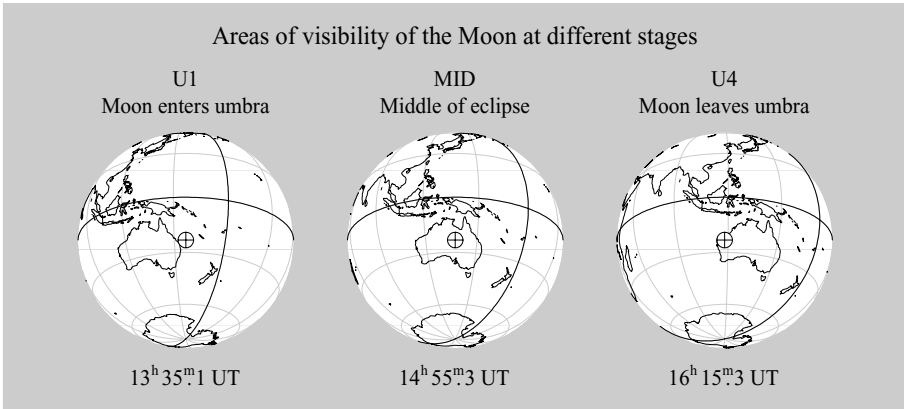 Areas of visibility of the Moon at different stages
U1
Moon enters umbra
MID
Middle of eclipse
U4
Moon leaves umbra
13ʰ 35ᵐ.1 UT
14ʰ 55ᵐ.3 UT
16ʰ 15ᵐ.3 UT